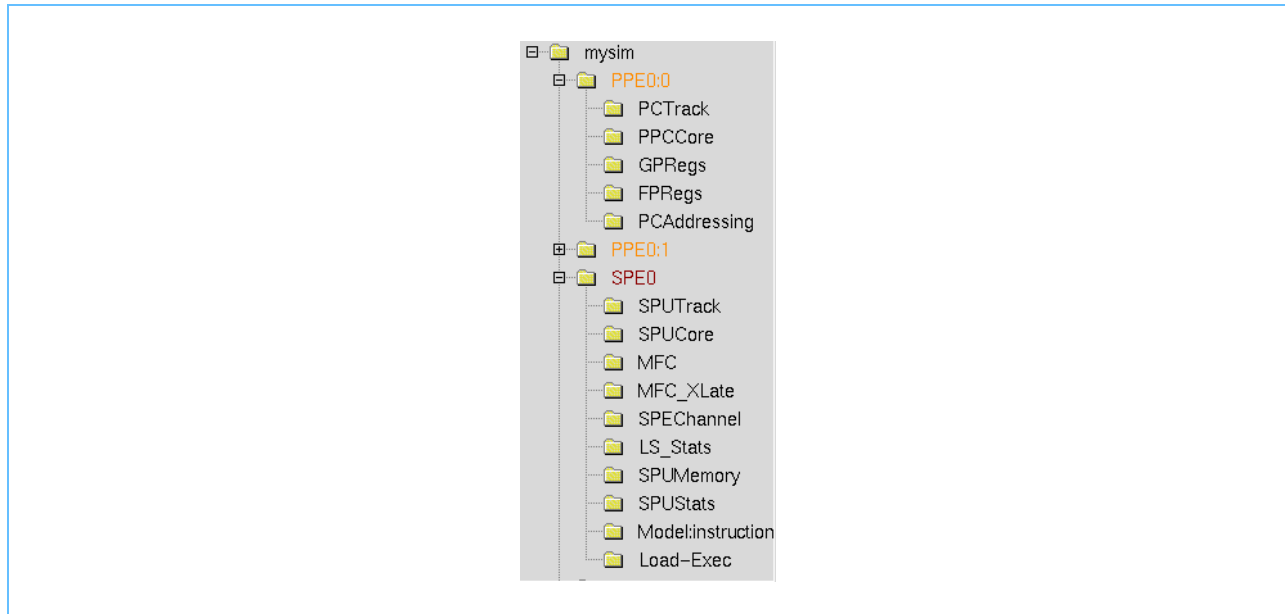 mysim
PPE0:0
PCTrack
PPCCore
GPRegs
FPRegs
PCAddressing
PPE0:1
SPE0
SPUTrack
SPUCore
MFC
MFC_XLate
SPEChannel
LS_Stats
SPUMemory
SPUStats
Model:instruction
Load-Exec